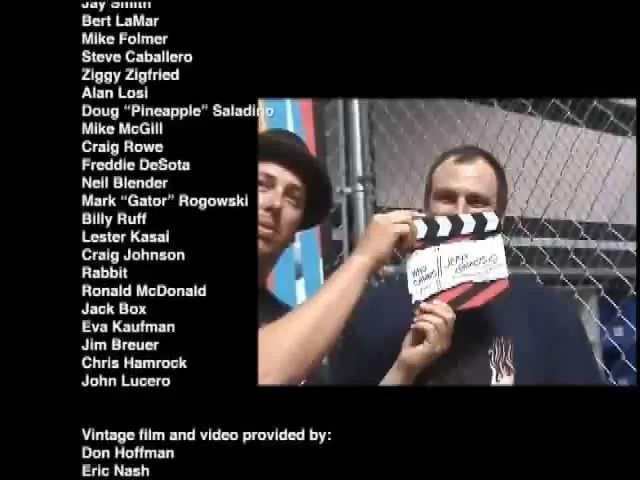 Jay Smith
Bert LaMar
Mike Folmer
Steve Caballero
Ziggy Zigfried
Alan Losi
Doug “Pineapple” Saladino
Mike McGill
Craig Rowe
Freddie DeSota
Neil Blender
Mark “Gator” Rogowski
Billy Ruff
Lester Kasai
Craig Johnson
Rabbit
Ronald McDonald
Jack Box
Eva Kaufman
Jim Breuer
Chris Hamrock
John Lucero
Vintage film and video provided by:
Don Hoffman
Eric Nash